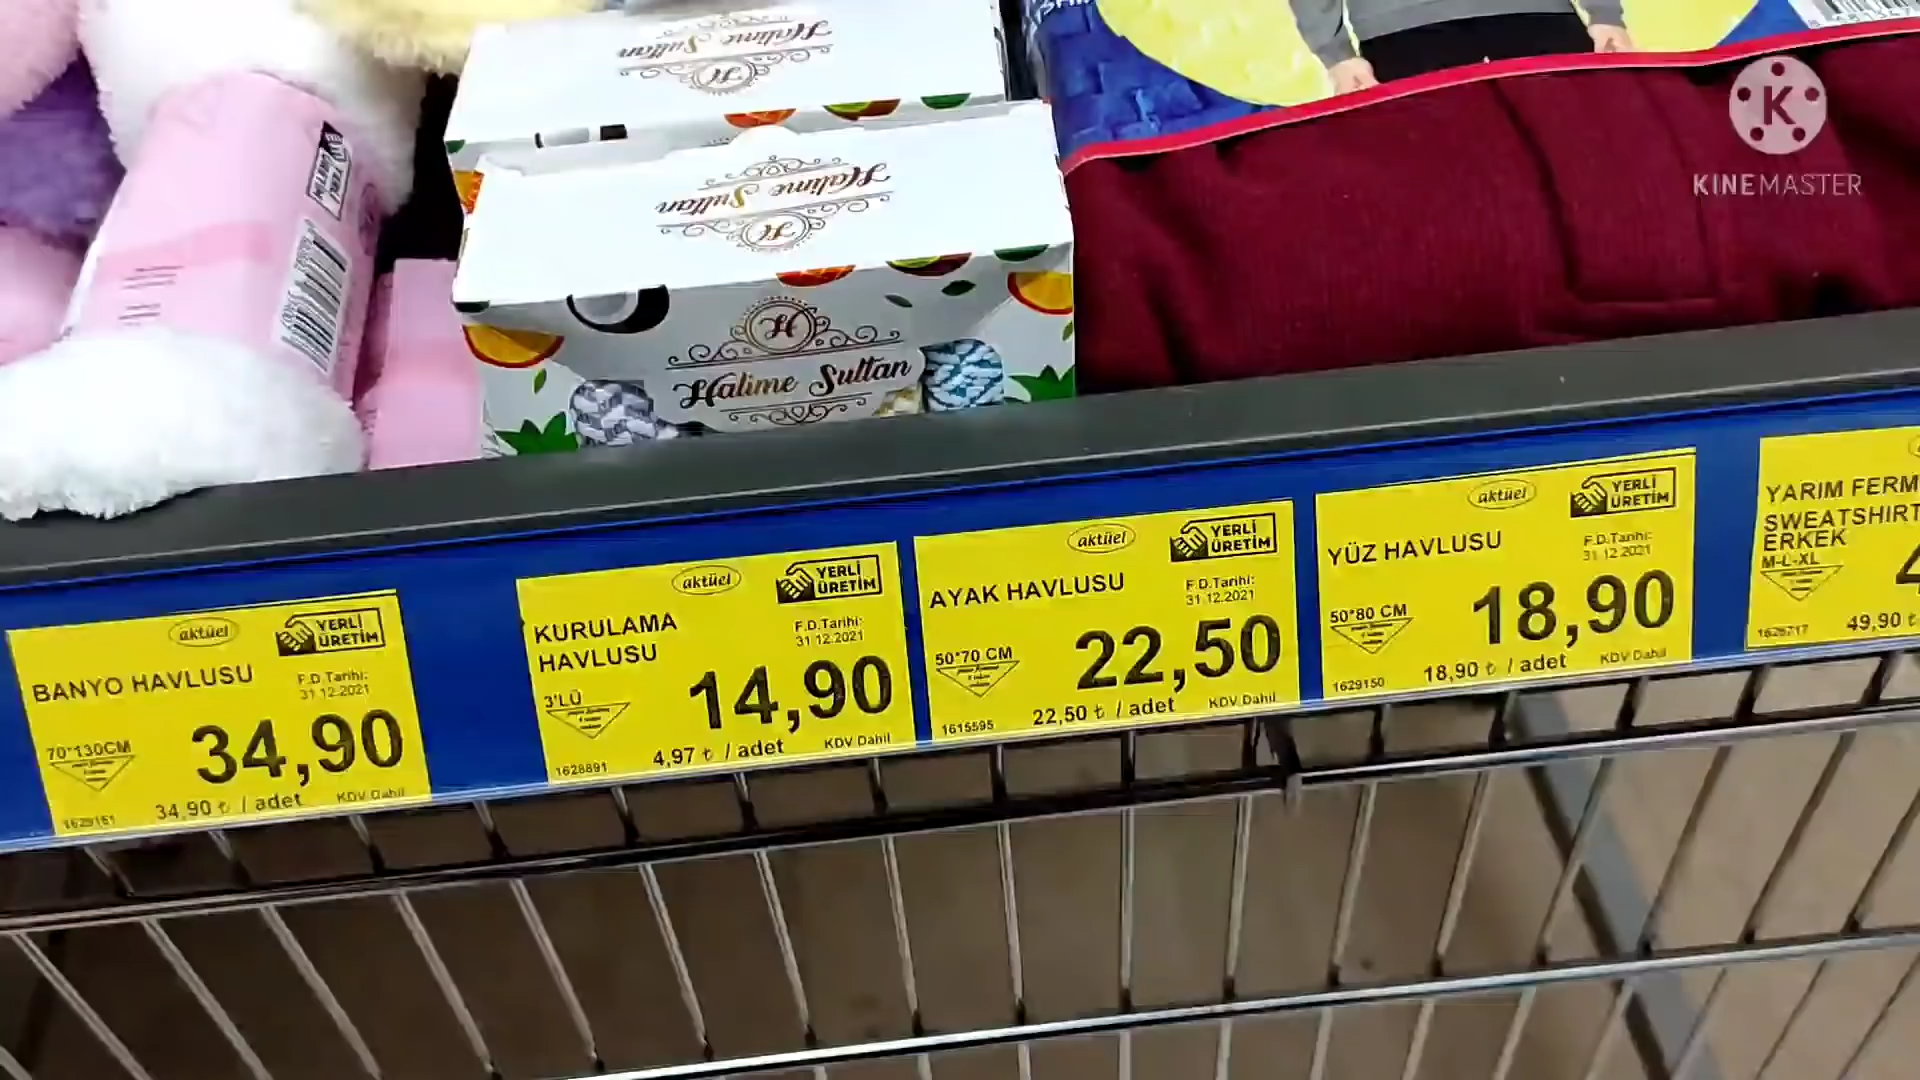 Halime Sultan
H
Halime Sultan
H
H
Halime Sultan
YERLİ
ÜRETİM
KINEMASTER
aktüel
YERLİ
ÜRETİM
BANYO HAVLUSU
F.D.Tarihi:
31.12.2021
70*130CM
34,90
34,90 ₺ / adet
KDV Dahil
1629151
aktüel
YERLİ
ÜRETİM
KURULAMA
HAVLUSU
F.D.Tarihi:
31.12.2021
3'LÜ
14,90
4,97 ₺ / adet
KDV Dahil
1628891
aktüel
YERLİ
ÜRETİM
AYAK HAVLUSU
F.D.Tarihi:
31.12.2021
50*70 CM
22,50
22,50 ₺ / adet
KDV Dahil
1615595
aktüel
YERLİ
ÜRETİM
YÜZ HAVLUSU
F.D.Tarihi:
31.12.2021
50*80 CM
18,90
18,90 ₺ / adet
KDV Dahil
1629150
YARIM FERM
SWEATSHIRT
ERKEK
M-L-XL
4
49,90 ₺